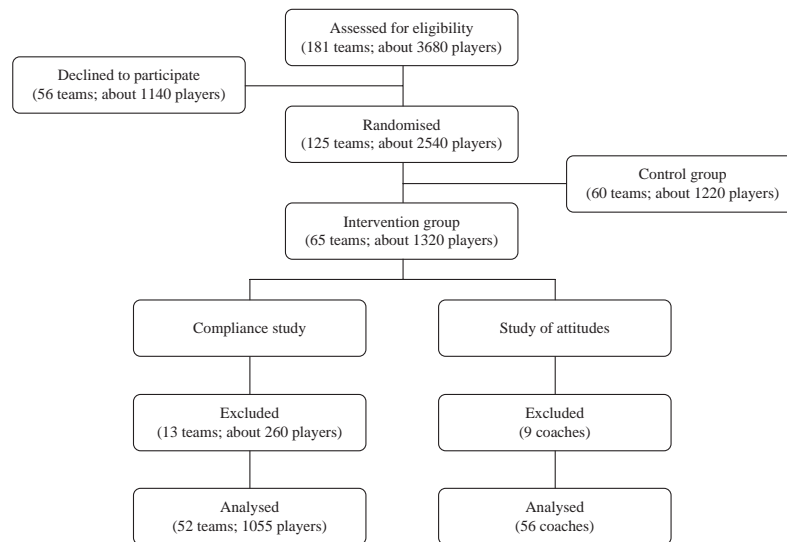 Assessed for eligibility
(181 teams; about 3680 players)
Declined to participate
(56 teams; about 1140 players)
Randomised
(125 teams; about 2540 players)
Control group
(60 teams; about 1220 players)
Intervention group
(65 teams; about 1320 players)
Compliance study
Study of attitudes
Excluded
(13 teams; about 260 players)
Excluded
(9 coaches)
Analysed
(52 teams; 1055 players)
Analysed
(56 coaches)